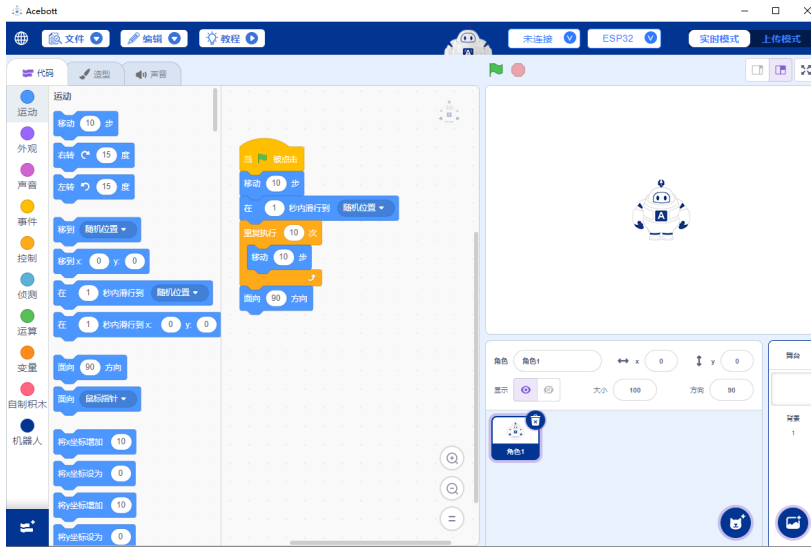 Acebott
文件 编辑 教程 未连接 ESP32 实时模式 上传模式
代码 造型 声音
运动
外观
声音
事件
控制
侦测
运算
变量
自制积木
机器人
运动
移动 10 步
右转 15 度
左转 15 度
移到 随机位置
移到 x: 0 y: 0
在 1 秒内滑行到 随机位置
在 1 秒内滑行到 x: 0 y: 0
面向 90 方向
面向 鼠标指针
将x坐标增加 10
将x坐标设为 0
将y坐标增加 10
将y坐标设为 0
当 被点击
移动 10 步
在 1 秒内滑行到 随机位置
重复执行 10 次
移动 10 步
面向 90 方向
A
角色 角色1 x 0 y 0
显示 大小 100 方向 90
角色1
舞台
背景
1